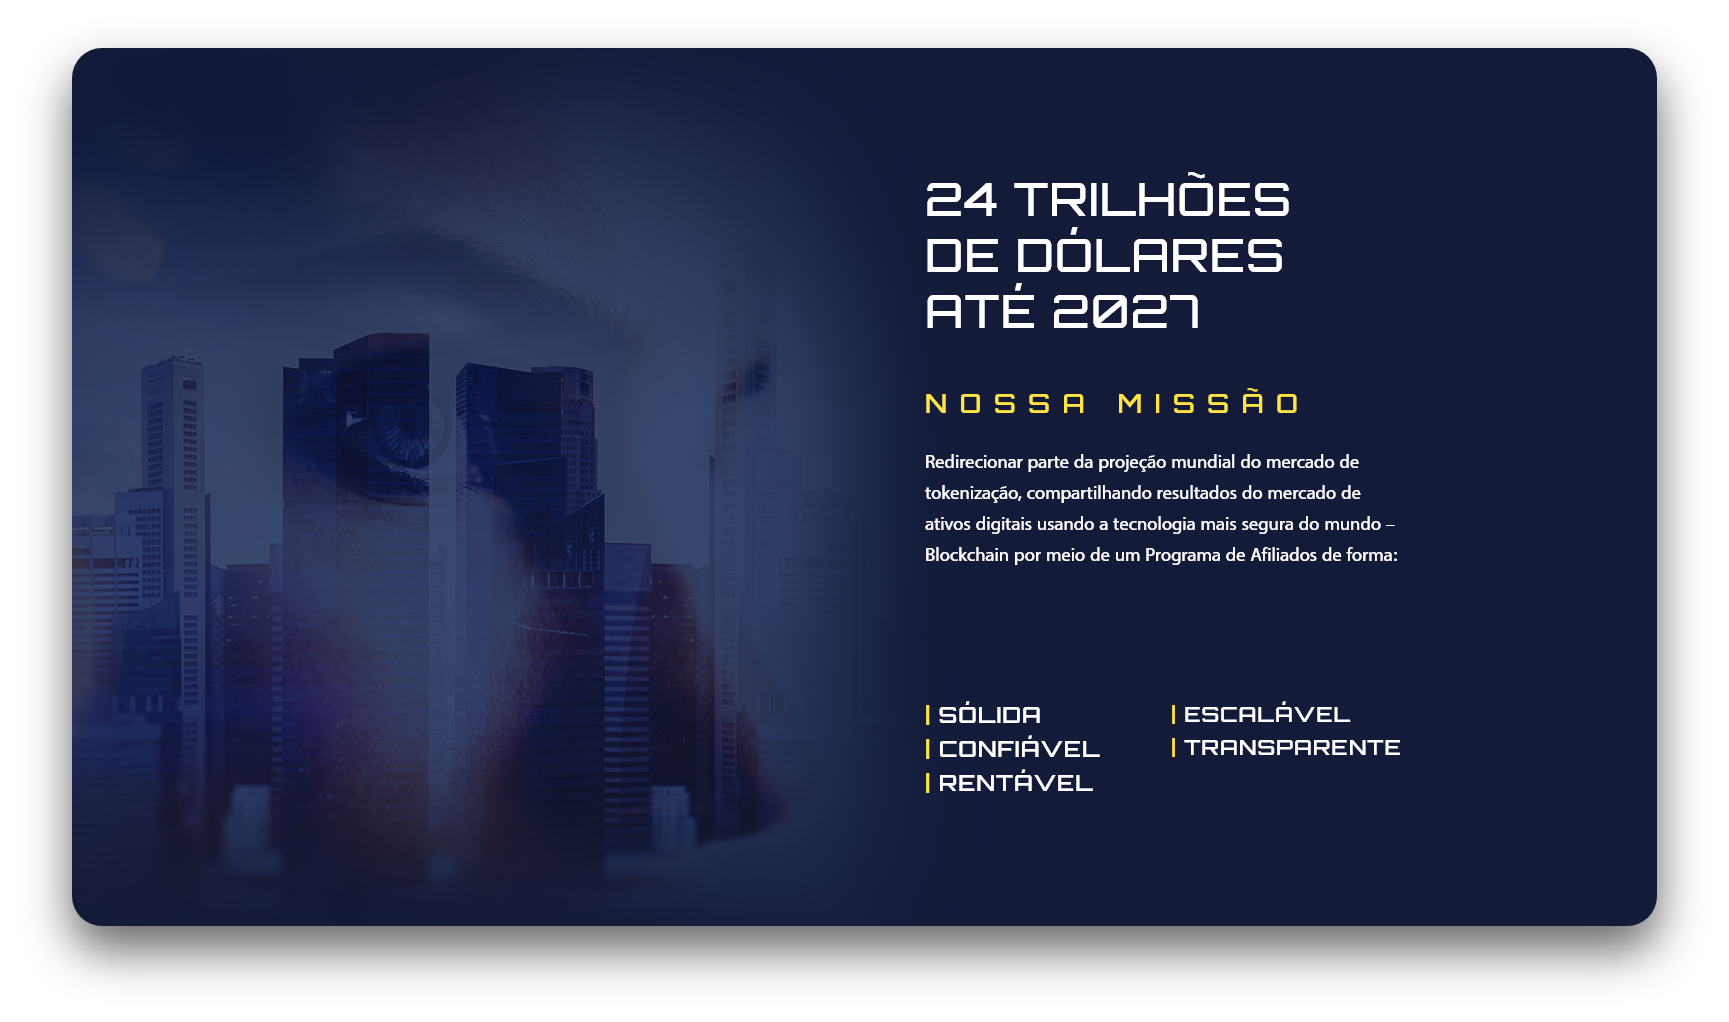 24 TRILHÕES
DE DÓLARES
ATÉ 2027
NOSSA MISSÃO
Redirecionar parte da projeção mundial do mercado de
tokenização, compartilhando resultados do mercado de
ativos digitais usando a tecnologia mais segura do mundo –
Blockchain por meio de um Programa de Afiliados de forma:
| SÓLIDA
| CONFIÁVEL
| RENTÁVEL
| ESCALÁVEL
| TRANSPARENTE